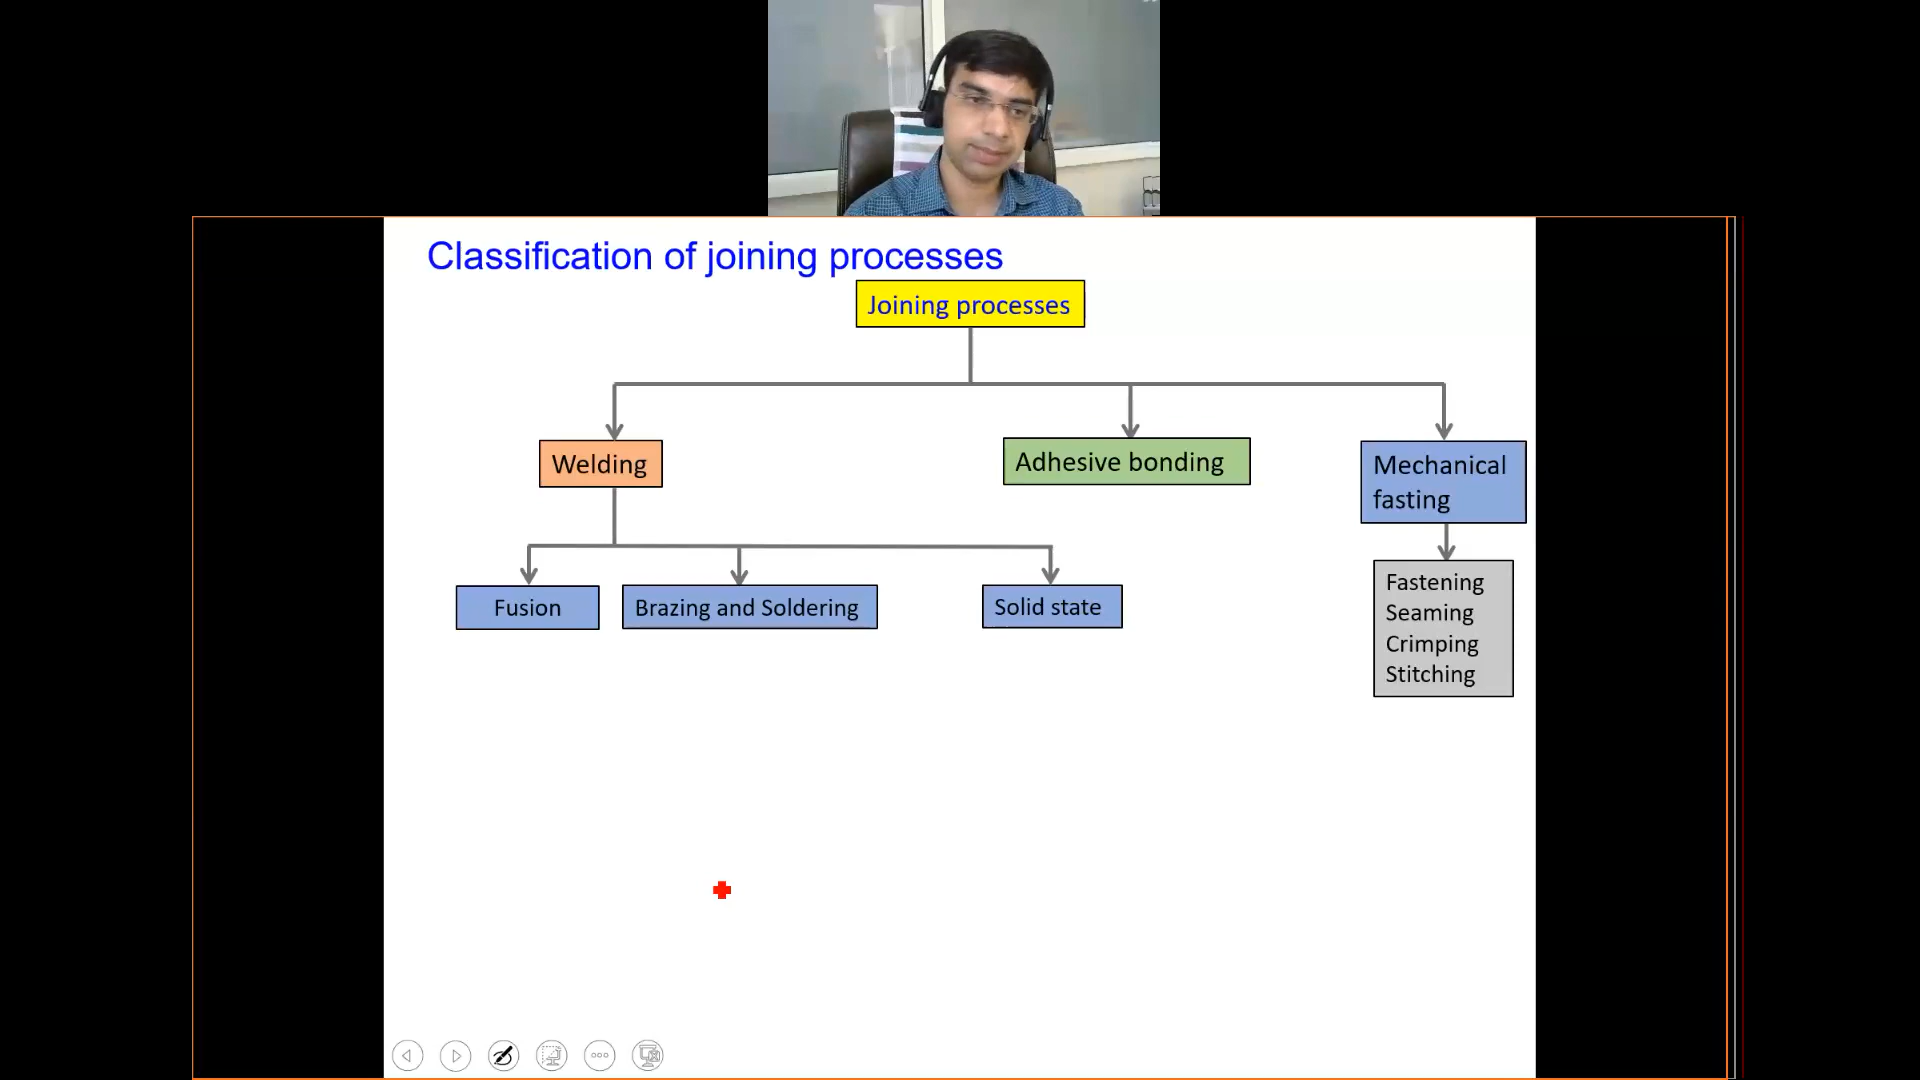 Classification of joining processes
Joining processes
Welding
Adhesive bonding
Mechanical
fasting
Fusion
Brazing and Soldering
Solid state
Fastening
Seaming
Crimping
Stitching